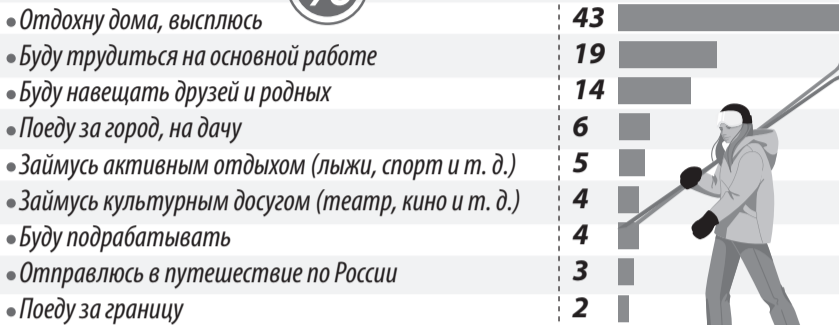 %
• Отдохну дома, высплюсь 43
• Буду трудиться на основной работе 19
• Буду навещать друзей и родных 14
• Поеду за город, на дачу 6
• Займусь активным отдыхом (лыжи, спорт и т. д.) 5
• Займусь культурным досугом (театр, кино и т. д.) 4
• Буду подрабатывать 4
• Отправлюсь в путешествие по России 3
• Поеду за границу 2